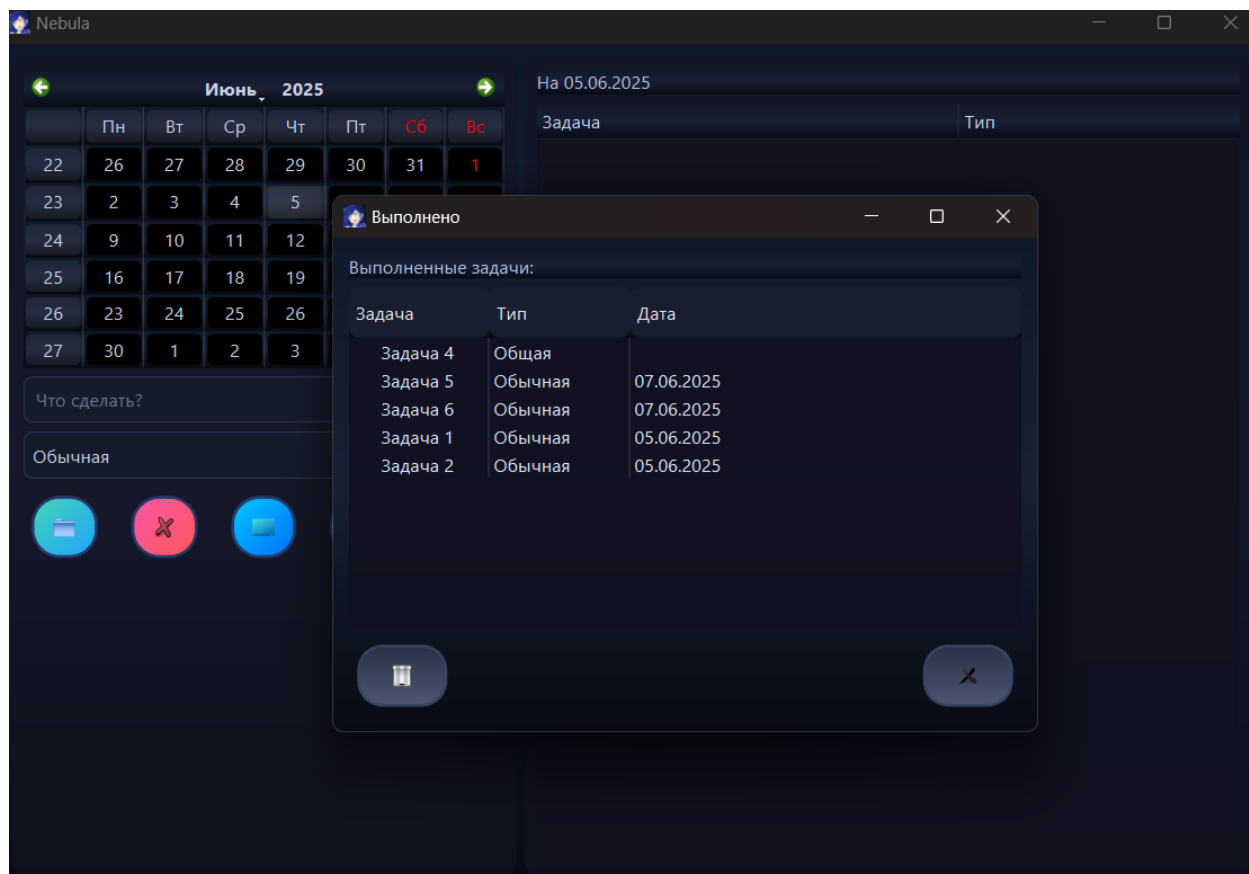 Nebula
Июнь 2025
Пн Вт Ср Чт Пт Сб Вс
22 26 27 28 29 30 31 1
23 2 3 4 5
24 9 10 11 12
25 16 17 18 19
26 23 24 25 26
27 30 1 2 3
Что сделать?
Обычная
На 05.06.2025
Задача Тип
Выполнено
Выполненные задачи:
Задача Тип Дата
Задача 4 Общая
Задача 5 Обычная 07.06.2025
Задача 6 Обычная 07.06.2025
Задача 1 Обычная 05.06.2025
Задача 2 Обычная 05.06.2025